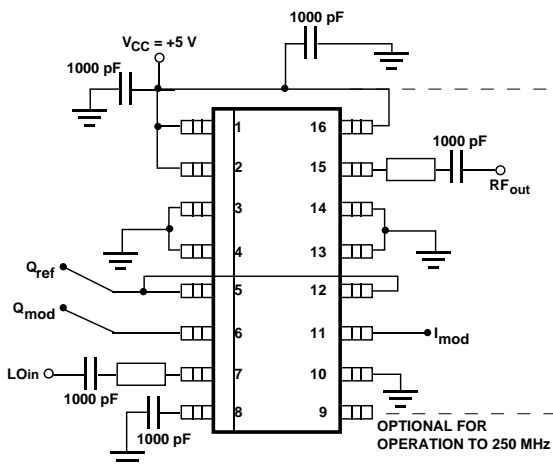 1000 pF
VCC = +5 V
1000 pF
1000 pF
1 16
2 15
RFout
3 14
4 13
Qref
5 12
Qmod
6 11
Imod
LOin
7 10
1000 pF
8 9
1000 pF
OPTIONAL FOR
OPERATION TO 250 MHz